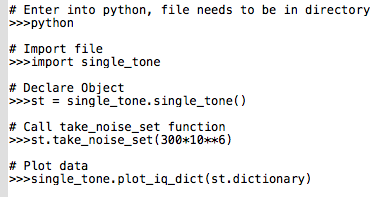 # Enter into python, file needs to be in directory
>>>python
# Import file
>>>import single_tone
# Declare Object
>>>st = single_tone.single_tone()
# Call take_noise_set function
>>>st.take_noise_set(300*10**6)
# Plot data
>>>single_tone.plot_iq_dict(st.dictionary)